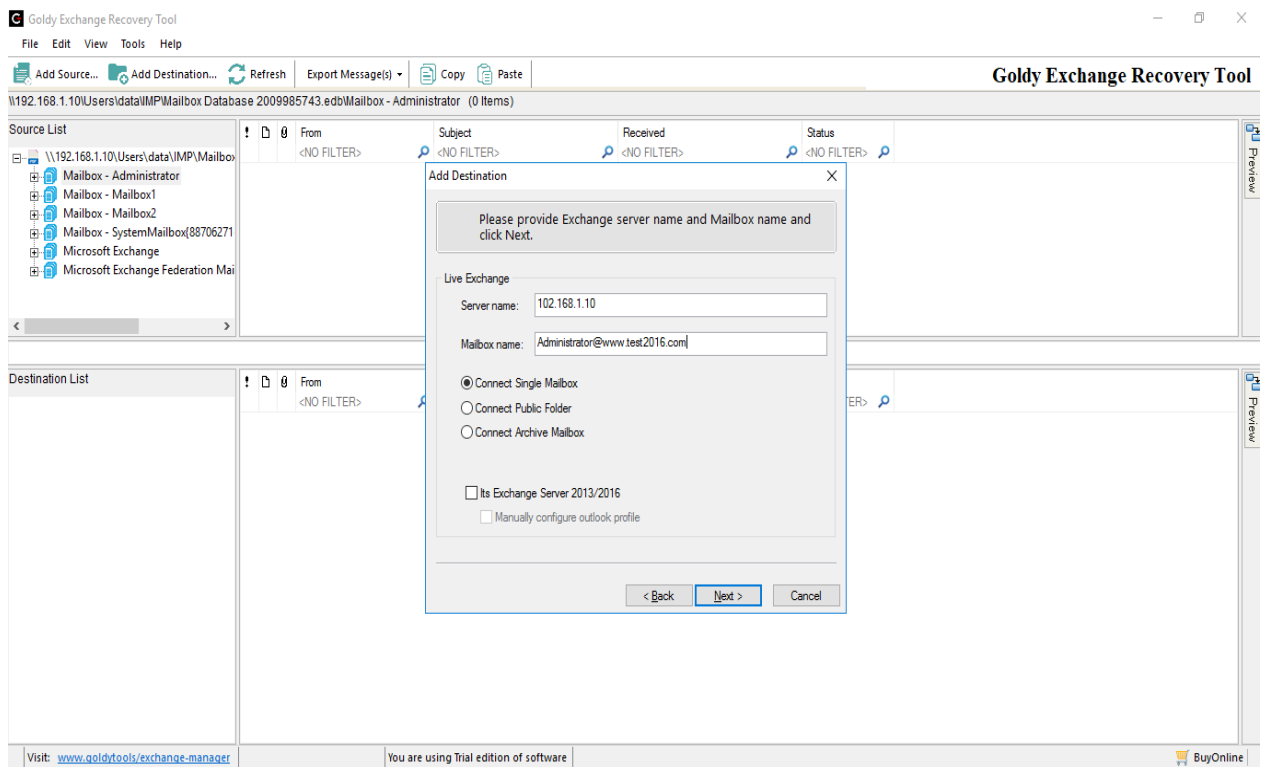 Goldy Exchange Recovery Tool
File Edit View Tools Help
Add Source... Add Destination... Refresh Export Message(s) Copy Paste
Goldy Exchange Recovery Tool
\\192.168.1.10\Users\data\IMP\Mailbox Database 2009985743.edb\Mailbox - Administrator (0 Items)
Source List
\\192.168.1.10\Users\data\IMP\Mailbox
Mailbox - Administrator
Mailbox - Mailbox1
Mailbox - Mailbox2
Mailbox - SystemMailbox{88706271
Microsoft Exchange
Microsoft Exchange Federation Mai
! From Subject Received Status
<NO FILTER> <NO FILTER> <NO FILTER> <NO FILTER>
Preview
Add Destination
Please provide Exchange server name and Mailbox name and
click Next.
Live Exchange
Server name: 102.168.1.10
Mailbox name: Administrator@www.test2016.com
Connect Single Mailbox
Connect Public Folder
Connect Archive Mailbox
Its Exchange Server 2013/2016
Manually configure outlook profile
< Back Next > Cancel
Destination List
! From
<NO FILTER> ER>
Preview
Visit: www.goldytools/exchange-manager
You are using Trial edition of software
BuyOnline